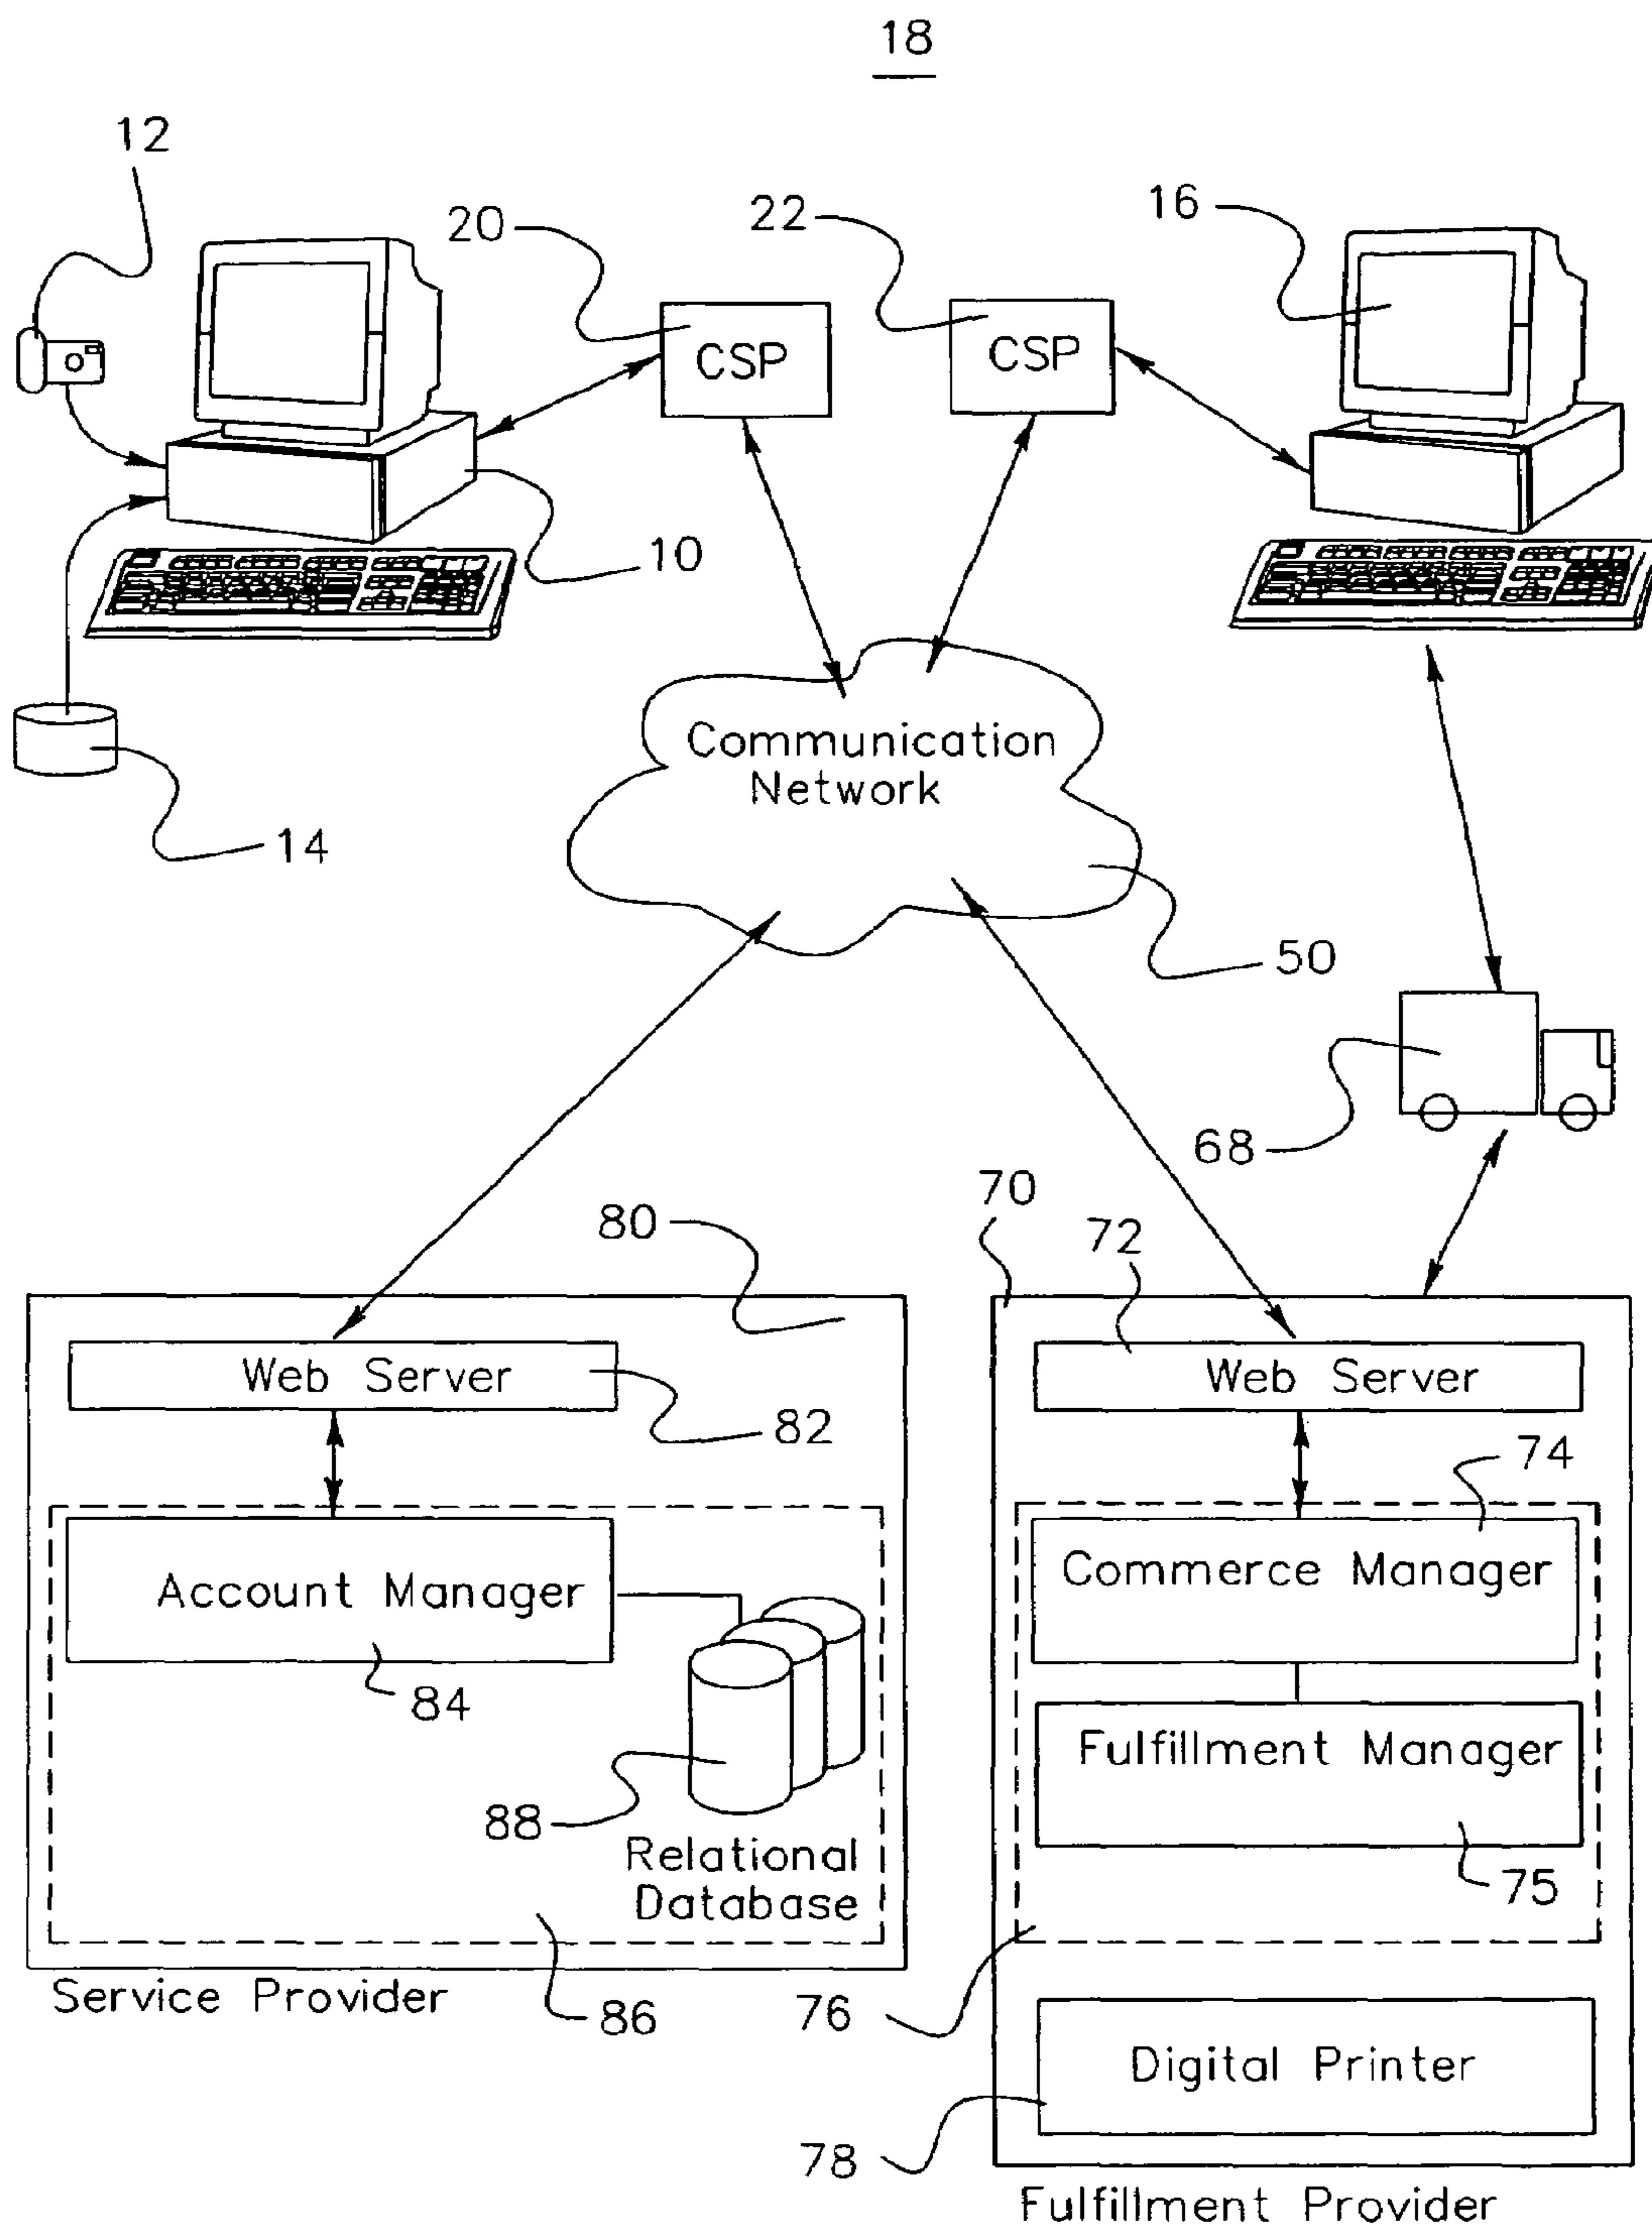 18
12
20
22
16
CSP
CSP
10
Communication
Network
14
50
68
70
80
72
Web Server
Web Server
82
74
Account Manager
Commerce Manager
84
Fulfillment Manager
88
Relational
Database
75
Service Provider
86
76
Digital Printer
78
Fulfillment Provider